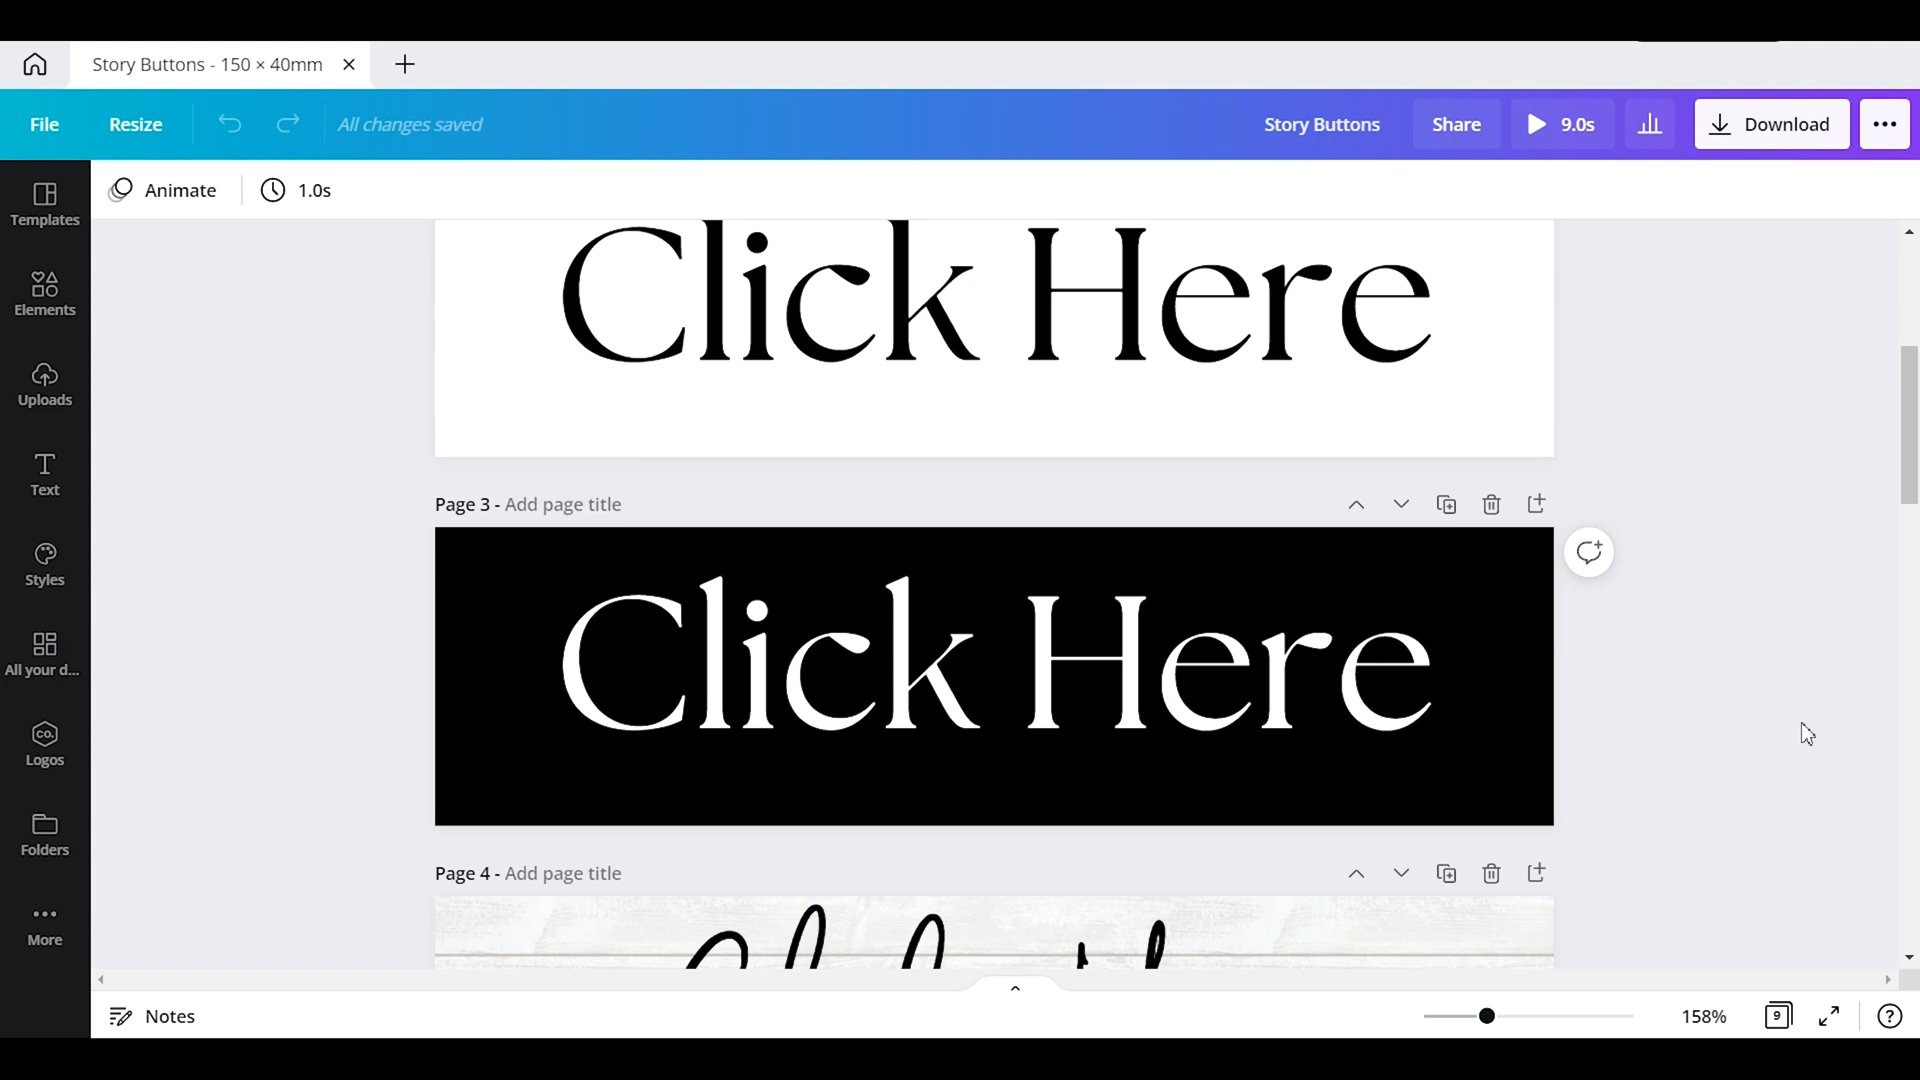 Story Buttons - 150 × 40mm
File Resize All changes saved Story Buttons Share 9.0s Download
Animate 1.0s
Templates
Elements
Uploads
Text
Styles
All your d...
Logos
CO.
Folders
More
Click Here
Page 3 - Add page title
Click Here
Page 4 - Add page title
Notes 158% 9 ?